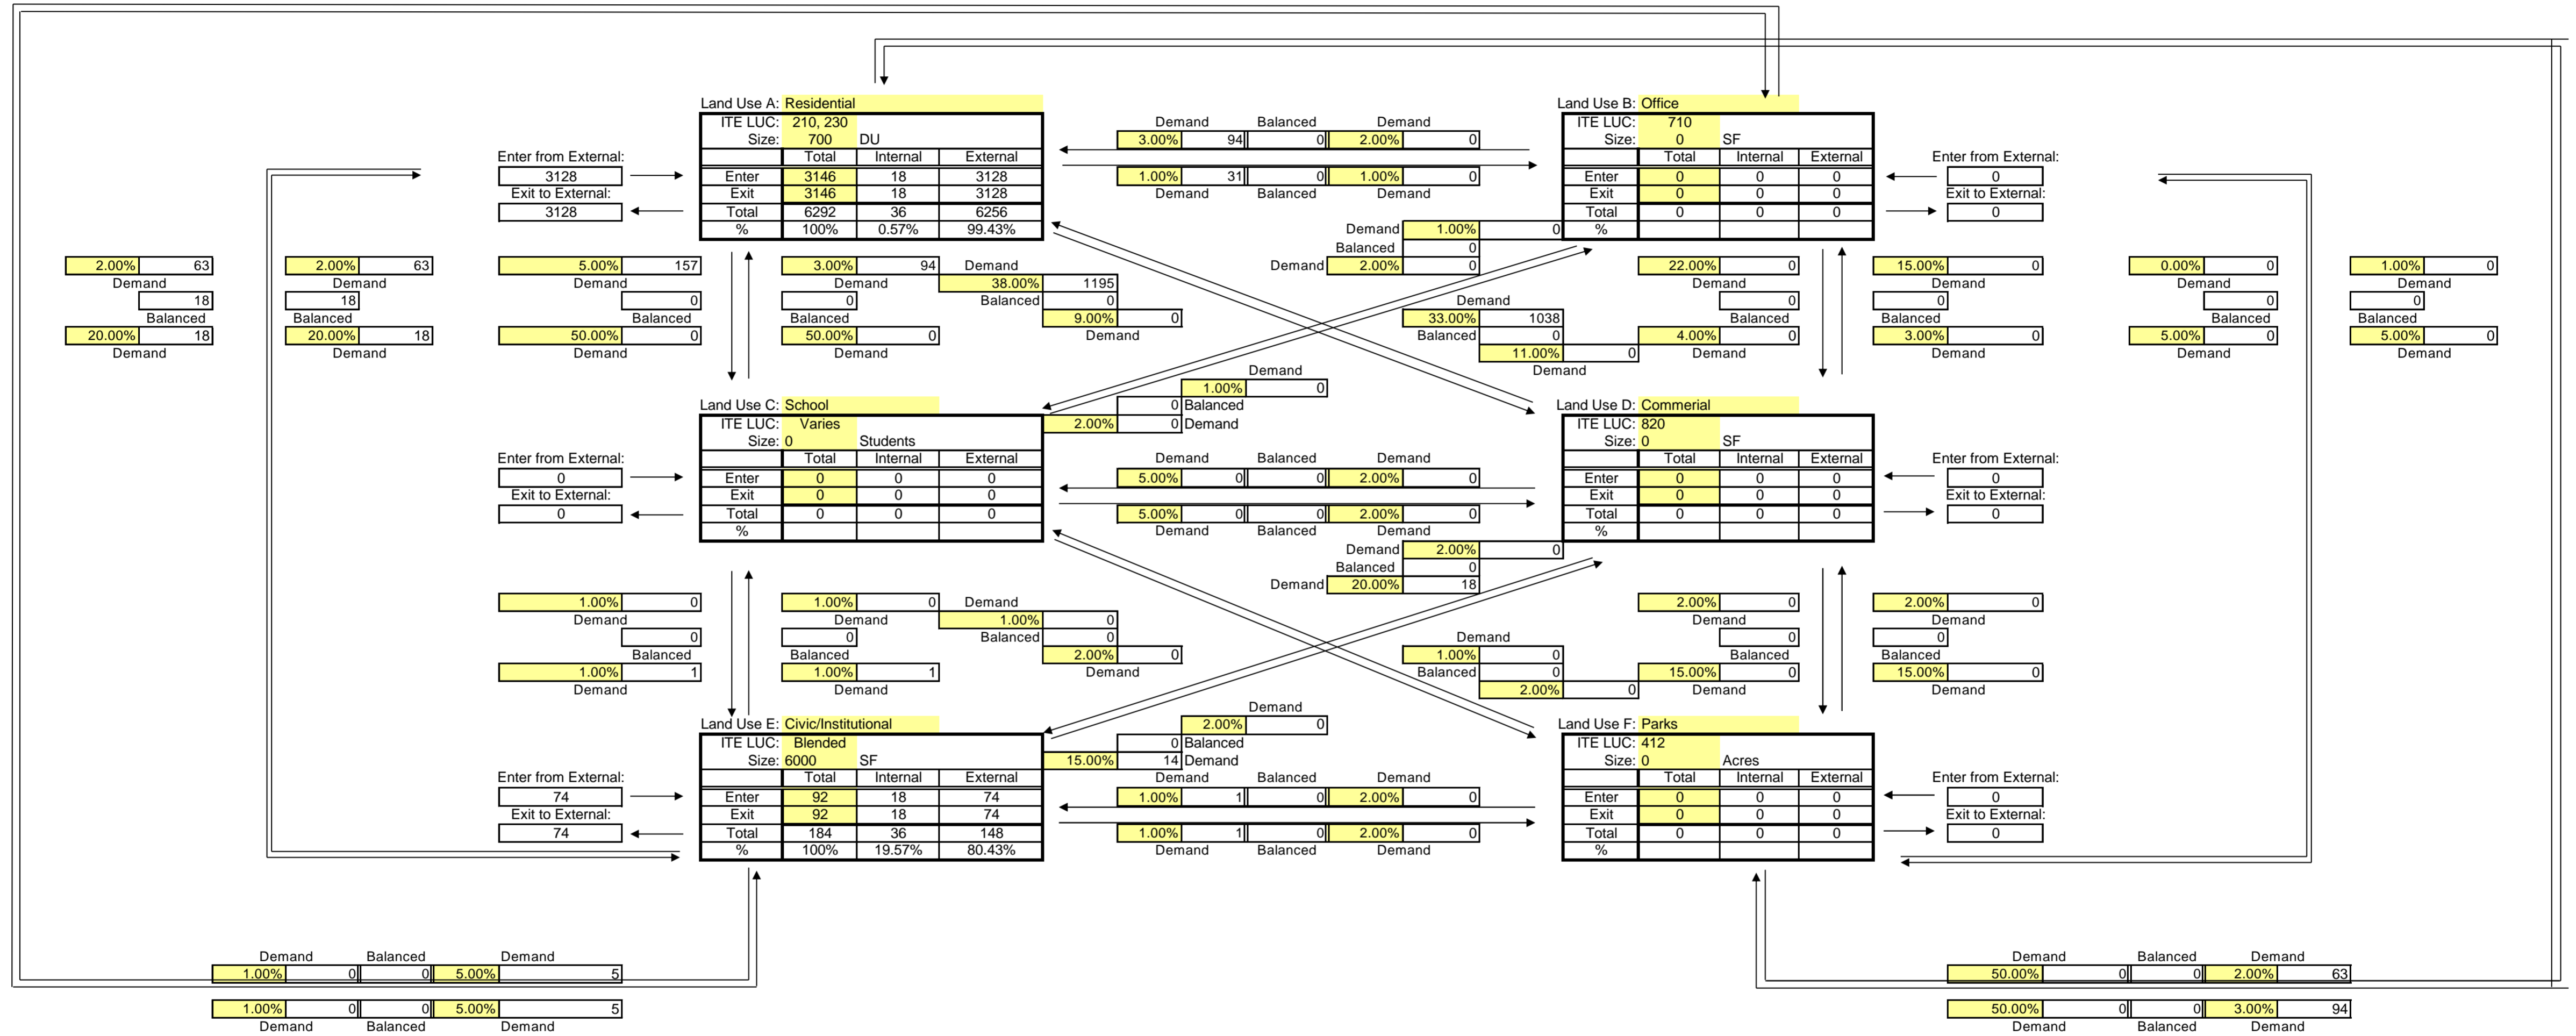 Land Use A: Residential Land Use B: Office
ITE LUC: 210, 230 Demand Balanced Demand ITE LUC: 710
Size: 700 DU 3.00% 94 0 2.00% 0 Size: 0 SF
Enter from External: Total Internal External Total Internal External Enter from External:
3128 Enter 3146 18 3128 1.00% 31 0 1.00% 0 Enter 0 0 0 0
Exit to External: Exit 3146 18 3128 Demand Balanced Demand Exit 0 0 0 Exit to External:
3128 Total 6292 36 6256 Total 0 0 0 0
% 100% 0.57% 99.43% Demand 1.00% 0 %
Balanced 0
2.00% 63 2.00% 63 5.00% 157 3.00% 94 Demand Demand 2.00% 0 22.00% 0 15.00% 0 0.00% 0 1.00% 0
Demand Demand Demand Demand 38.00% 1195 Demand Demand Demand Demand
18 18 0 0 Balanced 0 Demand 0 0 0 0
Balanced Balanced Balanced Balanced 9.00% 0 33.00% 1038 Balanced Balanced Balanced Balanced
20.00% 18 20.00% 18 50.00% 0 50.00% 0 Demand Balanced 0 4.00% 0 3.00% 0 5.00% 0 5.00% 0
Demand Demand Demand Demand 11.00% 0 Demand Demand Demand Demand
Demand Demand
1.00% 0
Land Use C: School 0 Balanced Land Use D: Commerial
ITE LUC: Varies 2.00% 0 Demand ITE LUC: 820
Size: 0 Students Size: 0 SF
Enter from External: Total Internal External Demand Balanced Demand Total Internal External Enter from External:
0 Enter 0 0 0 5.00% 0 0 2.00% 0 Enter 0 0 0 0
Exit to External: Exit 0 0 0 Exit 0 0 0 Exit to External:
0 Total 0 0 0 5.00% 0 0 2.00% 0 Total 0 0 0 0
% Demand Balanced Demand %
Demand 2.00% 0
Balanced 0
Demand 20.00% 18
1.00% 0 1.00% 0 Demand 2.00% 0 2.00% 0
Demand Demand 1.00% 0 Demand Demand
0 0 Balanced 0 Demand 0 0
Balanced Balanced 2.00% 0 1.00% 0 Balanced Balanced
1.00% 1 1.00% 1 Demand Balanced 0 15.00% 0 15.00% 0
Demand Demand 2.00% 0 Demand Demand
Demand
Land Use E: Civic/Institutional 2.00% 0 Land Use F: Parks
ITE LUC: Blended 0 Balanced ITE LUC: 412
Size: 6000 SF 15.00% 14 Demand Size: 0 Acres
Enter from External: Total Internal External Demand Balanced Demand Total Internal External Enter from External:
74 Enter 92 18 74 1.00% 1 0 2.00% 0 Enter 0 0 0 0
Exit to External: Exit 92 18 74 Exit 0 0 0 Exit to External:
74 Total 184 36 148 1.00% 1 0 2.00% 0 Total 0 0 0 0
% 100% 19.57% 80.43% Demand Balanced Demand %
Demand Balanced Demand Demand Balanced Demand
1.00% 0 0 5.00% 5 50.00% 0 0 2.00% 63
1.00% 0 0 5.00% 5 50.00% 0 0 3.00% 94
Demand Balanced Demand Demand Balanced Demand